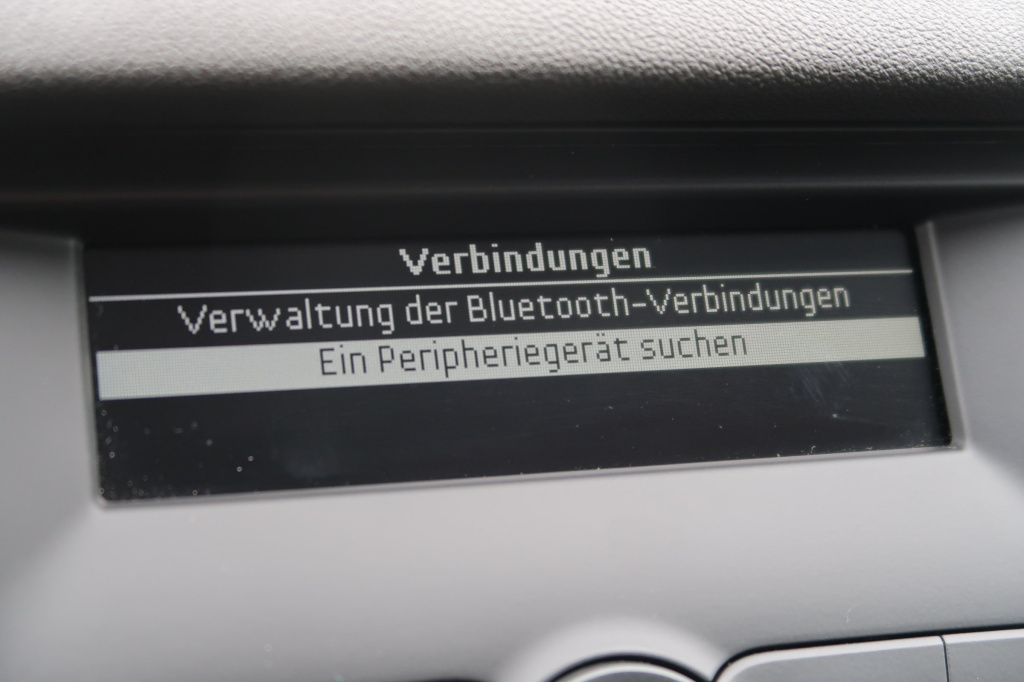 Verbindungen
Verwaltung der Bluetooth-Verbindungen
Ein Peripheriegerät suchen